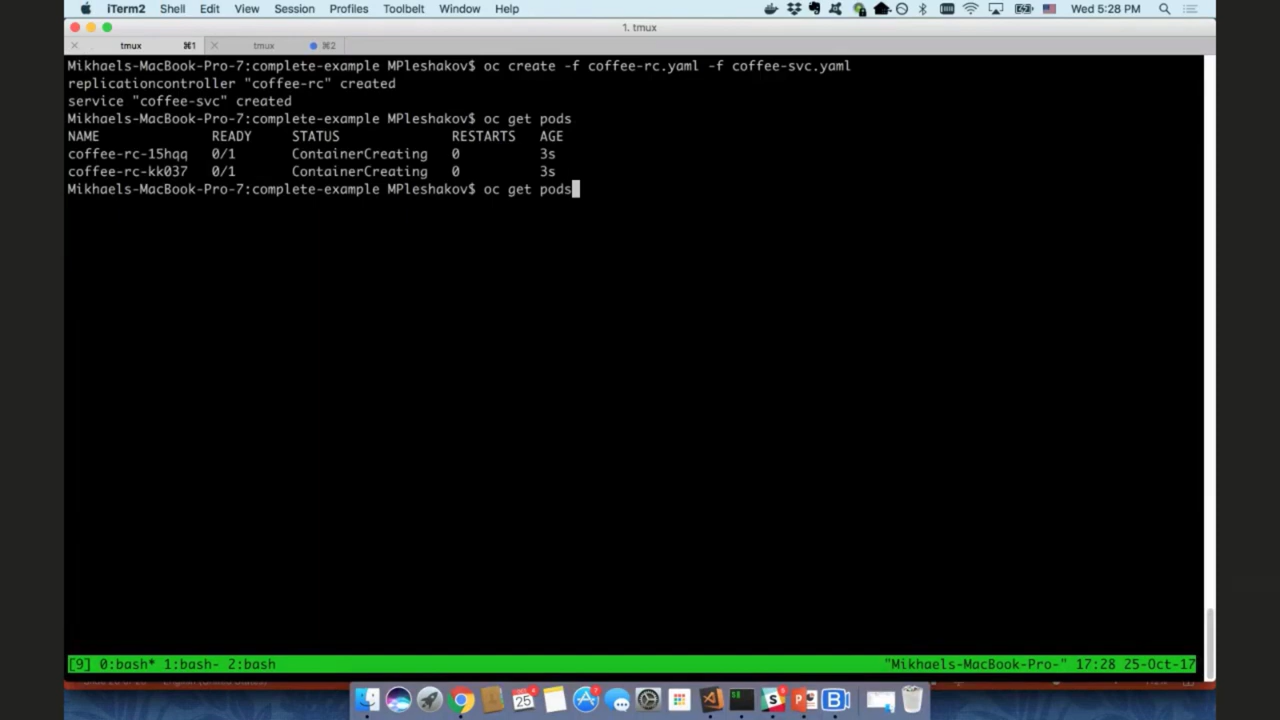 iTerm2 Shell Edit View Session Profiles Toolbelt Window Help Wed 5:28 PM
1. tmux
tmux ⌘1 tmux ⌘2
Mikhaels-MacBook-Pro-7:complete-example MPleshakov$ oc create -f coffee-rc.yaml -f coffee-svc.yaml
replicationcontroller "coffee-rc" created
service "coffee-svc" created
Mikhaels-MacBook-Pro-7:complete-example MPleshakov$ oc get pods
NAME READY STATUS RESTARTS AGE
coffee-rc-15hqq 0/1 ContainerCreating 0 3s
coffee-rc-kk037 0/1 ContainerCreating 0 3s
Mikhaels-MacBook-Pro-7:complete-example MPleshakov$ oc get pods
[9] 0:bash* 1:bash- 2:bash "Mikhaels-MacBook-Pro-" 17:28 25-Oct-17
25